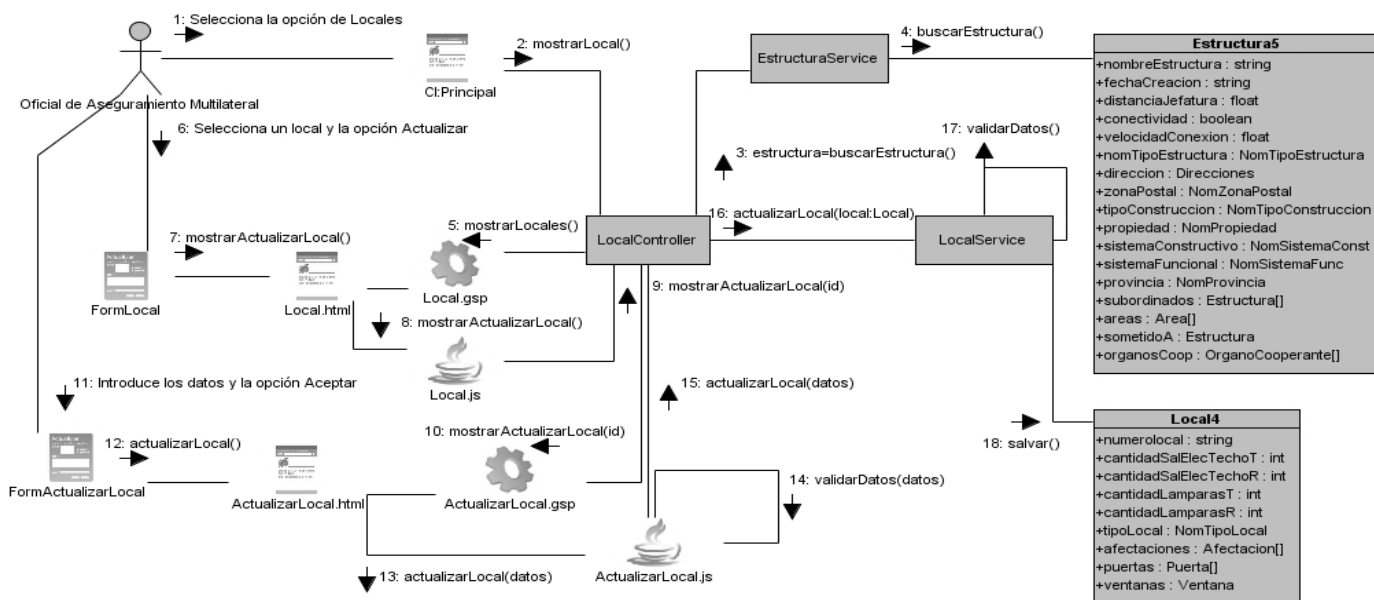 1: Selecciona la opción de Locales
2: mostrarLocal()
4: buscarEstructura()
EstructuraService
CI:Principal
Oficial de Aseguramiento Multilateral
6: Selecciona un local y la opción Actualizar
3: estructura=buscarEstructura()
17: validarDatos()
Estructura5
+nombreEstructura : string
+fechaCreacion : string
+distanciaJefatura : float
+conectividad : boolean
+velocidadConexion : float
+nomTipoEstructura : NomTipoEstructura
+direccion : Direcciones
+zonaPostal : NomZonaPostal
+tipoConstruccion : NomTipoConstruccion
+propiedad : NomPropiedad
+sistemaConstructivo : NomSistemaConst
+sistemaFuncional : NomSistemaFunc
+provincia : NomProvincia
+subordinados : Estructura[]
+areas : Area[]
+sometidoA : Estructura
+organosCoop : OrganoCooperante[]
7: mostrarActualizarLocal()
5: mostrarLocales()
LocalController
16: actualizarLocal(local:Local)
LocalService
FormLocal
Local.html
Local.gsp
9: mostrarActualizarLocal(id)
8: mostrarActualizarLocal()
Local.js
11: Introduce los datos y la opción Aceptar
15: actualizarLocal(datos)
12: actualizarLocal()
10: mostrarActualizarLocal(id)
18: salvar()
FormActualizarLocal
ActualizarLocal.html
ActualizarLocal.gsp
14: validarDatos(datos)
13: actualizarLocal(datos)
ActualizarLocal.js
Local4
+numerolocal : string
+cantidadSalElecTechoT : int
+cantidadSalElecTechoR : int
+cantidadLamparasT : int
+cantidadLamparasR : int
+tipoLocal : NomTipoLocal
+afectaciones : Afectacion[]
+puertas : Puerta[]
+ventanas : Ventana